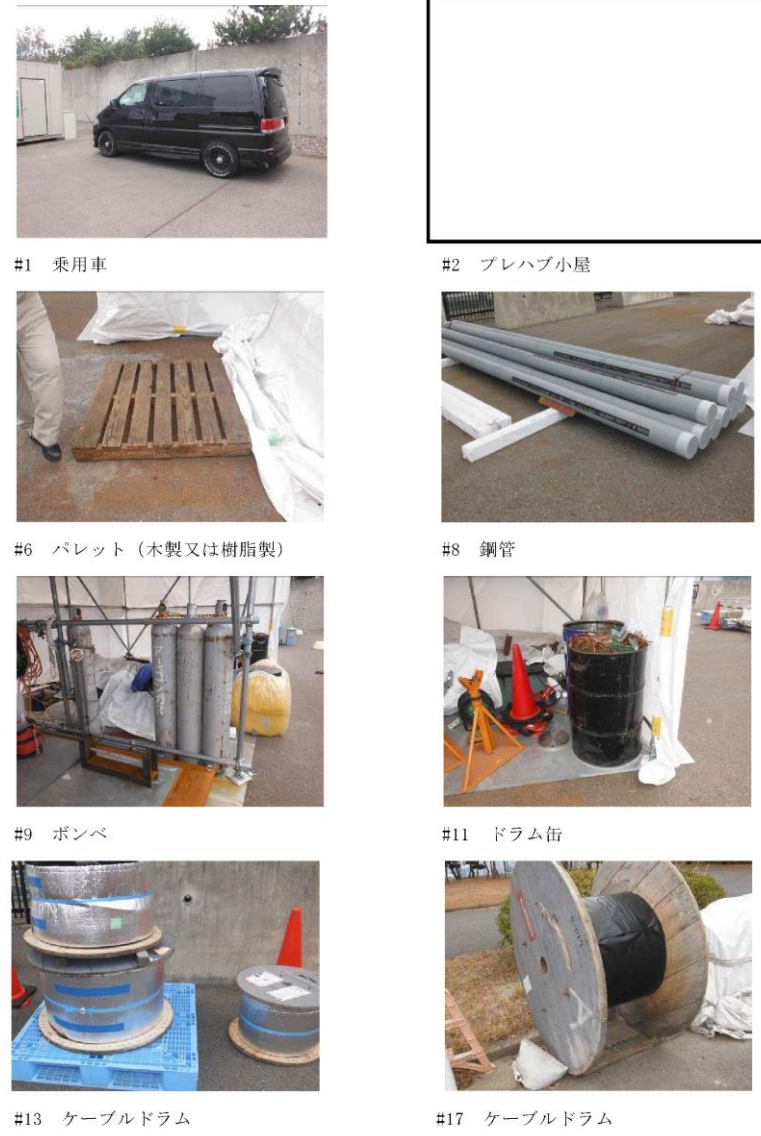 #1 乗用車
#2 プレハブ小屋
#6 パレット（木製又は樹脂製）
#8 鋼管
#9 ボンベ
#11 ドラム缶
#13 ケーブルドラム
#17 ケーブルドラム